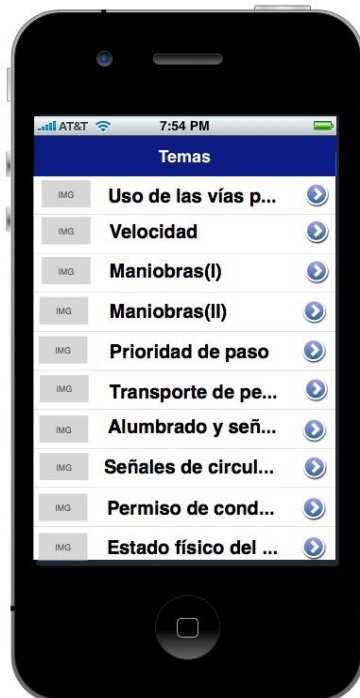 AT&T 7:54 PM
Temas
IMG Uso de las vías p...
IMG Velocidad
IMG Maniobras(I)
IMG Maniobras(II)
IMG Prioridad de paso
IMG Transporte de pe...
IMG Alumbrado y señ...
IMG Señales de circul...
IMG Permiso de cond...
IMG Estado físico del ...